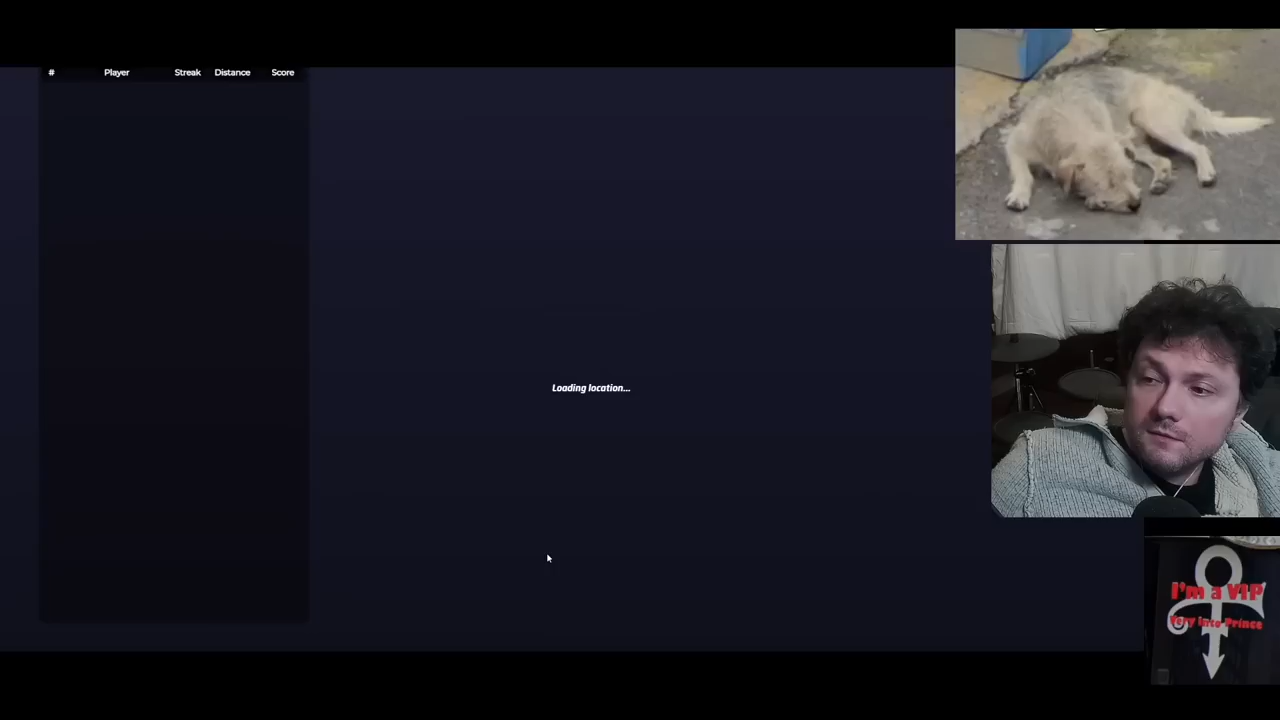 # Player Streak Distance Score
Loading location...
I'm a VIP
Very into Prince